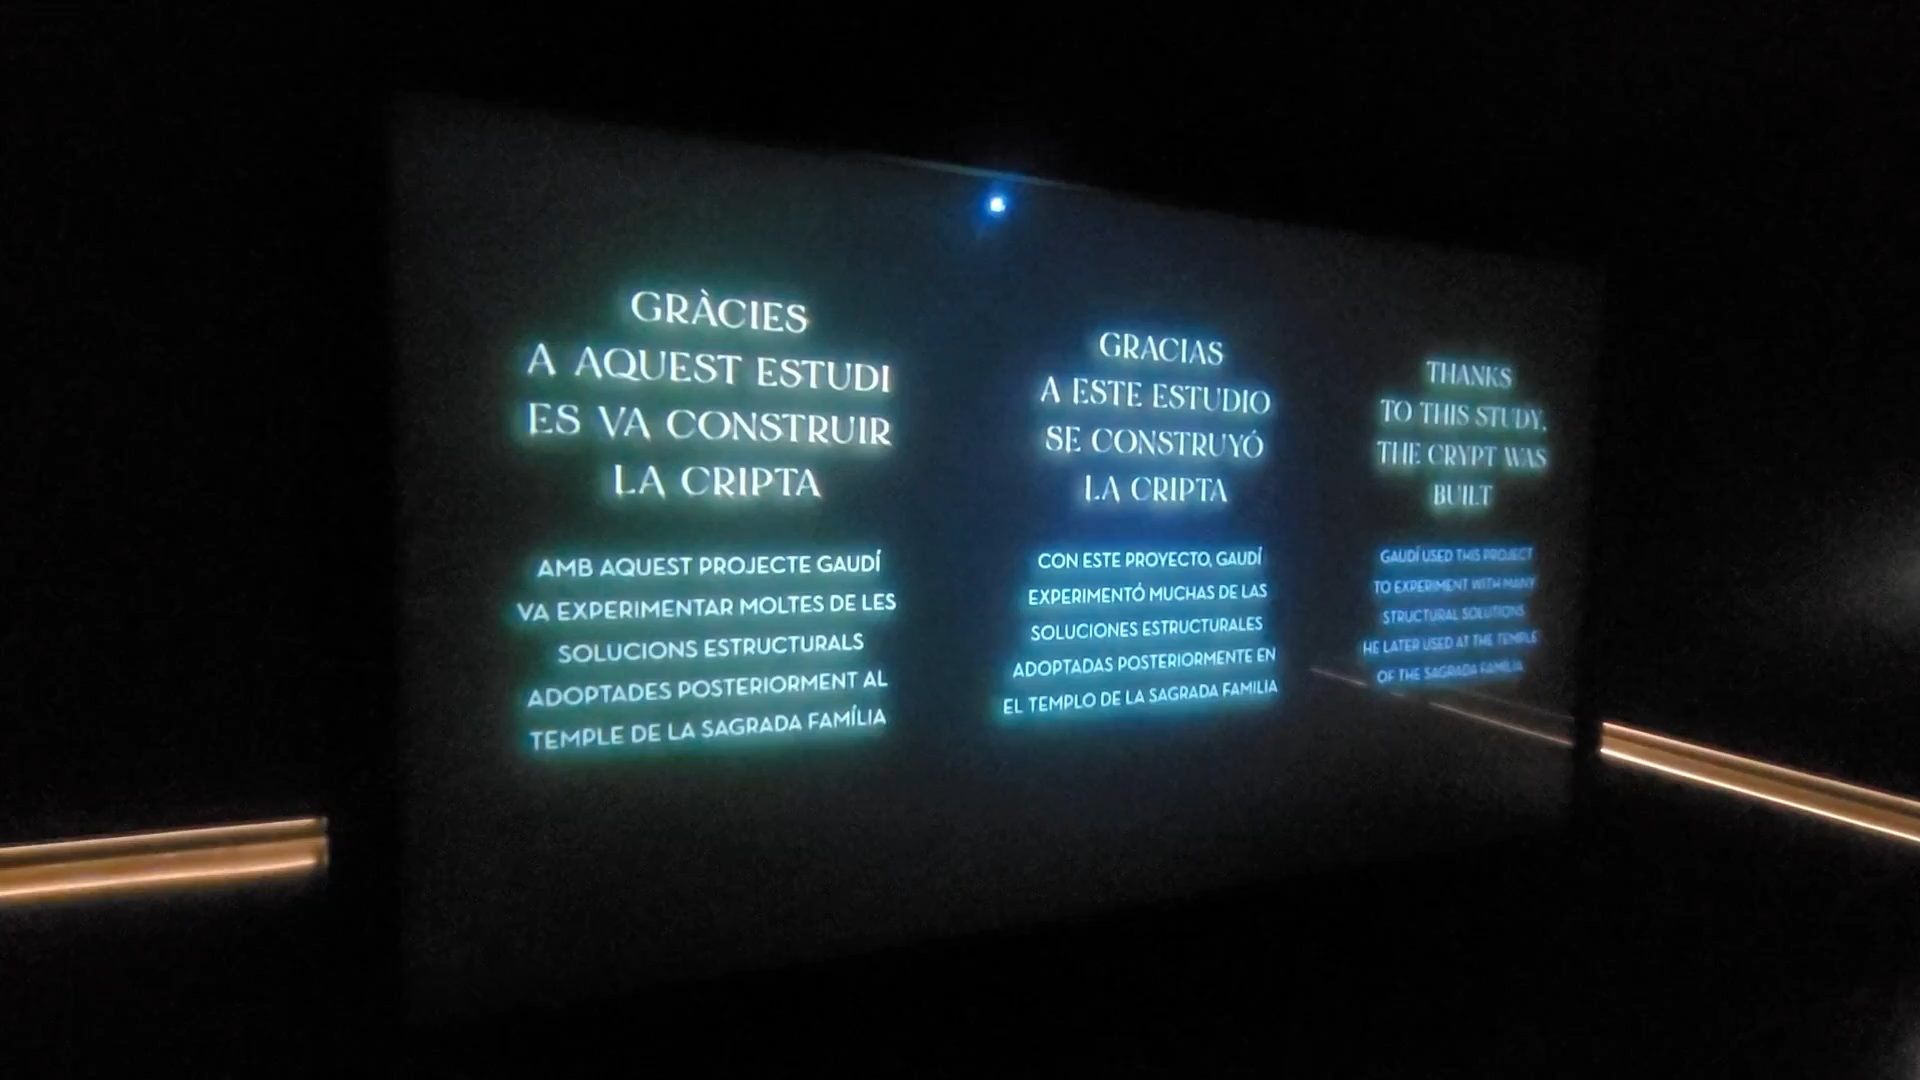 GRÀCIES
A AQUEST ESTUDI
ES VA CONSTRUIR
LA CRIPTA
AMB AQUEST PROJECTE GAUDÍ
VA EXPERIMENTAR MOLTES DE LES
SOLUCIONS ESTRUCTURALS
ADOPTADES POSTERIORMENT AL
TEMPLE DE LA SAGRADA FAMÍLIA
GRACIAS
A ESTE ESTUDIO
SE CONSTRUYÓ
LA CRIPTA
CON ESTE PROYECTO, GAUDÍ
EXPERIMENTÓ MUCHAS DE LAS
SOLUCIONES ESTRUCTURALES
ADOPTADAS POSTERIORMENTE EN
EL TEMPLO DE LA SAGRADA FAMILIA
THANKS
TO THIS STUDY,
THE CRYPT WAS
BUILT
GAUDÍ USED THIS PROJECT
TO EXPERIMENT WITH MANY
STRUCTURAL SOLUTIONS
HE LATER USED AT THE TEMPLE
OF THE SAGRADA FAMÍLIA